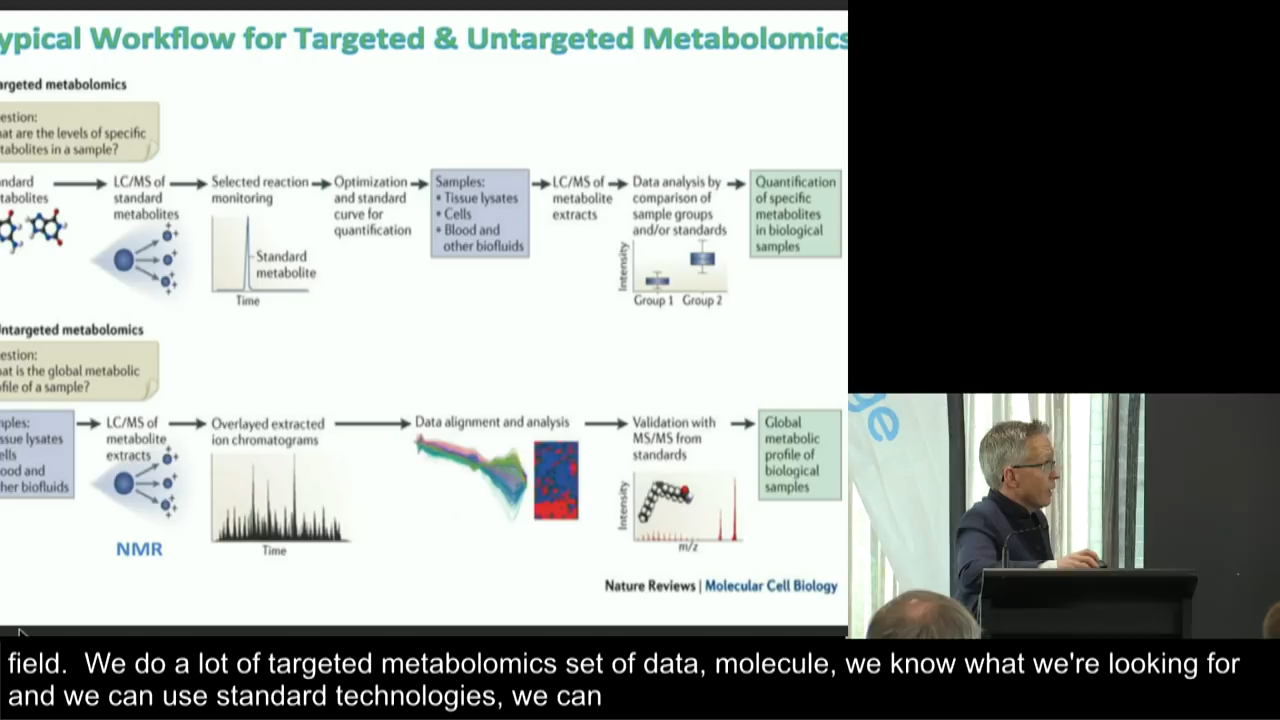 ypical Workflow for Targeted & Untargeted Metabolomics
argeted metabolomics
estion:
at are the levels of specific
tabolites in a sample?
ndard
tabolites
LC/MS of
standard
metabolites
Selected reaction
monitoring
Standard
metabolite
Time
Optimization
and standard
curve for
quantification
Samples:
• Tissue lysates
• Cells
• Blood and
other biofluids
LC/MS of
metabolite
extracts
Data analysis by
comparison of
sample groups
and/or standards
Intensity
Group 1 Group 2
Quantification
of specific
metabolites
in biological
samples
ntargeted metabolomics
estion:
at is the global metabolic
file of a sample?
ples:
ssue lysates
ells
ood and
her biofluids
LC/MS of
metabolite
extracts
NMR
Overlayed extracted
ion chromatograms
Time
Data alignment and analysis
Validation with
MS/MS from
standards
Intensity
m/z
Global
metabolic
profile of
biological
samples
Nature Reviews | Molecular Cell Biology
ge
field. We do a lot of targeted metabolomics set of data, molecule, we know what we're looking for
and we can use standard technologies, we can